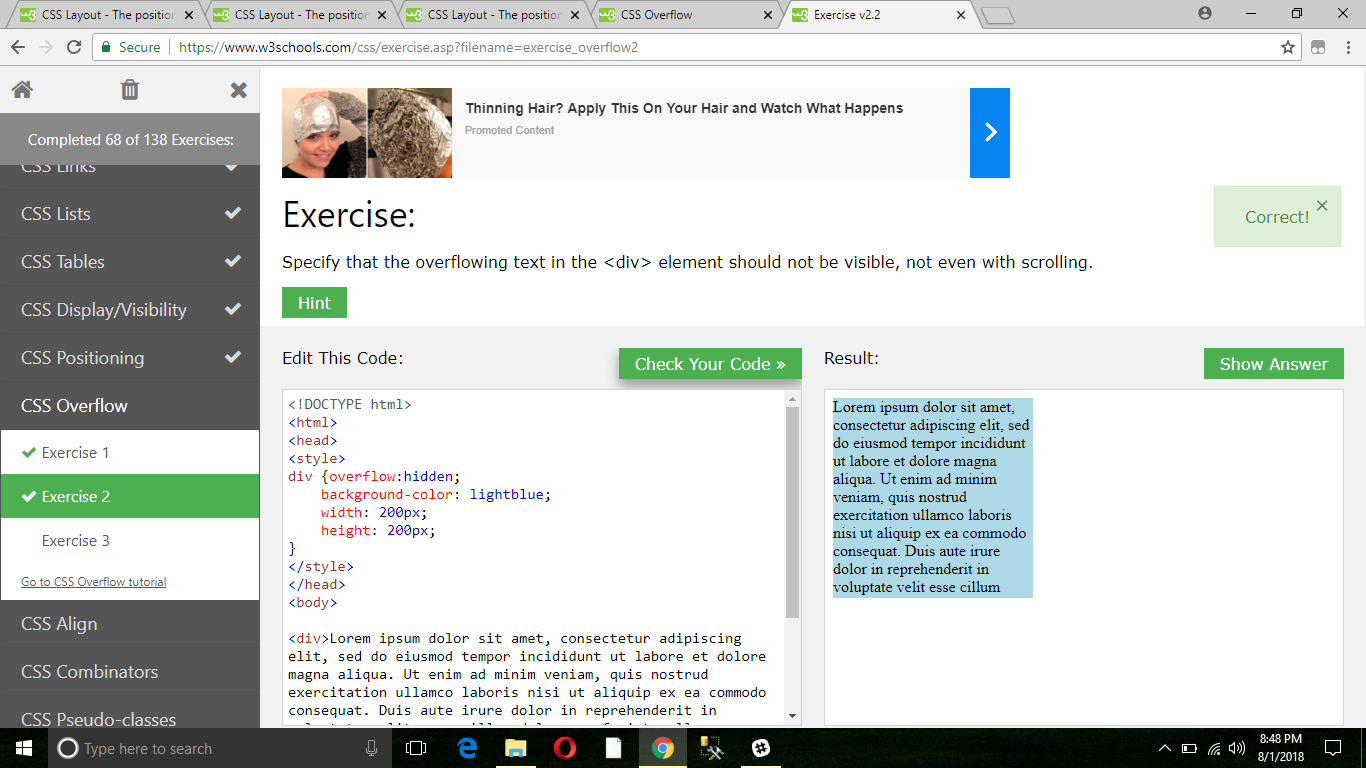 CSS Layout - The position
CSS Layout - The position
CSS Layout - The position
CSS Overflow
Exercise v2.2
Secure
https://www.w3schools.com/css/exercise.asp?filename=exercise_overflow2
Completed 68 of 138 Exercises:
CSS Links
CSS Lists
CSS Tables
CSS Display/Visibility
CSS Positioning
CSS Overflow
Exercise 1
Exercise 2
Exercise 3
Go to CSS Overflow tutorial
CSS Align
CSS Combinators
CSS Pseudo-classes
Thinning Hair? Apply This On Your Hair and Watch What Happens
Promoted Content
Exercise:
Correct!
Specify that the overflowing text in the <div> element should not be visible, not even with scrolling.
Hint
Edit This Code:
Check Your Code »
<!DOCTYPE html>
<html>
<head>
<style>
div {overflow:hidden;
background-color: lightblue;
width: 200px;
height: 200px;
}
</style>
</head>
<body>
<div>Lorem ipsum dolor sit amet, consectetur adipiscing
elit, sed do eiusmod tempor incididunt ut labore et dolore
magna aliqua. Ut enim ad minim veniam, quis nostrud
exercitation ullamco laboris nisi ut aliquip ex ea commodo
consequat. Duis aute irure dolor in reprehenderit in
Result:
Show Answer
Lorem ipsum dolor sit amet,
consectetur adipiscing elit, sed
do eiusmod tempor incididunt
ut labore et dolore magna
aliqua. Ut enim ad minim
veniam, quis nostrud
exercitation ullamco laboris
nisi ut aliquip ex ea commodo
consequat. Duis aute irure
dolor in reprehenderit in
voluptate velit esse cillum
Type here to search
8:48 PM
8/1/2018